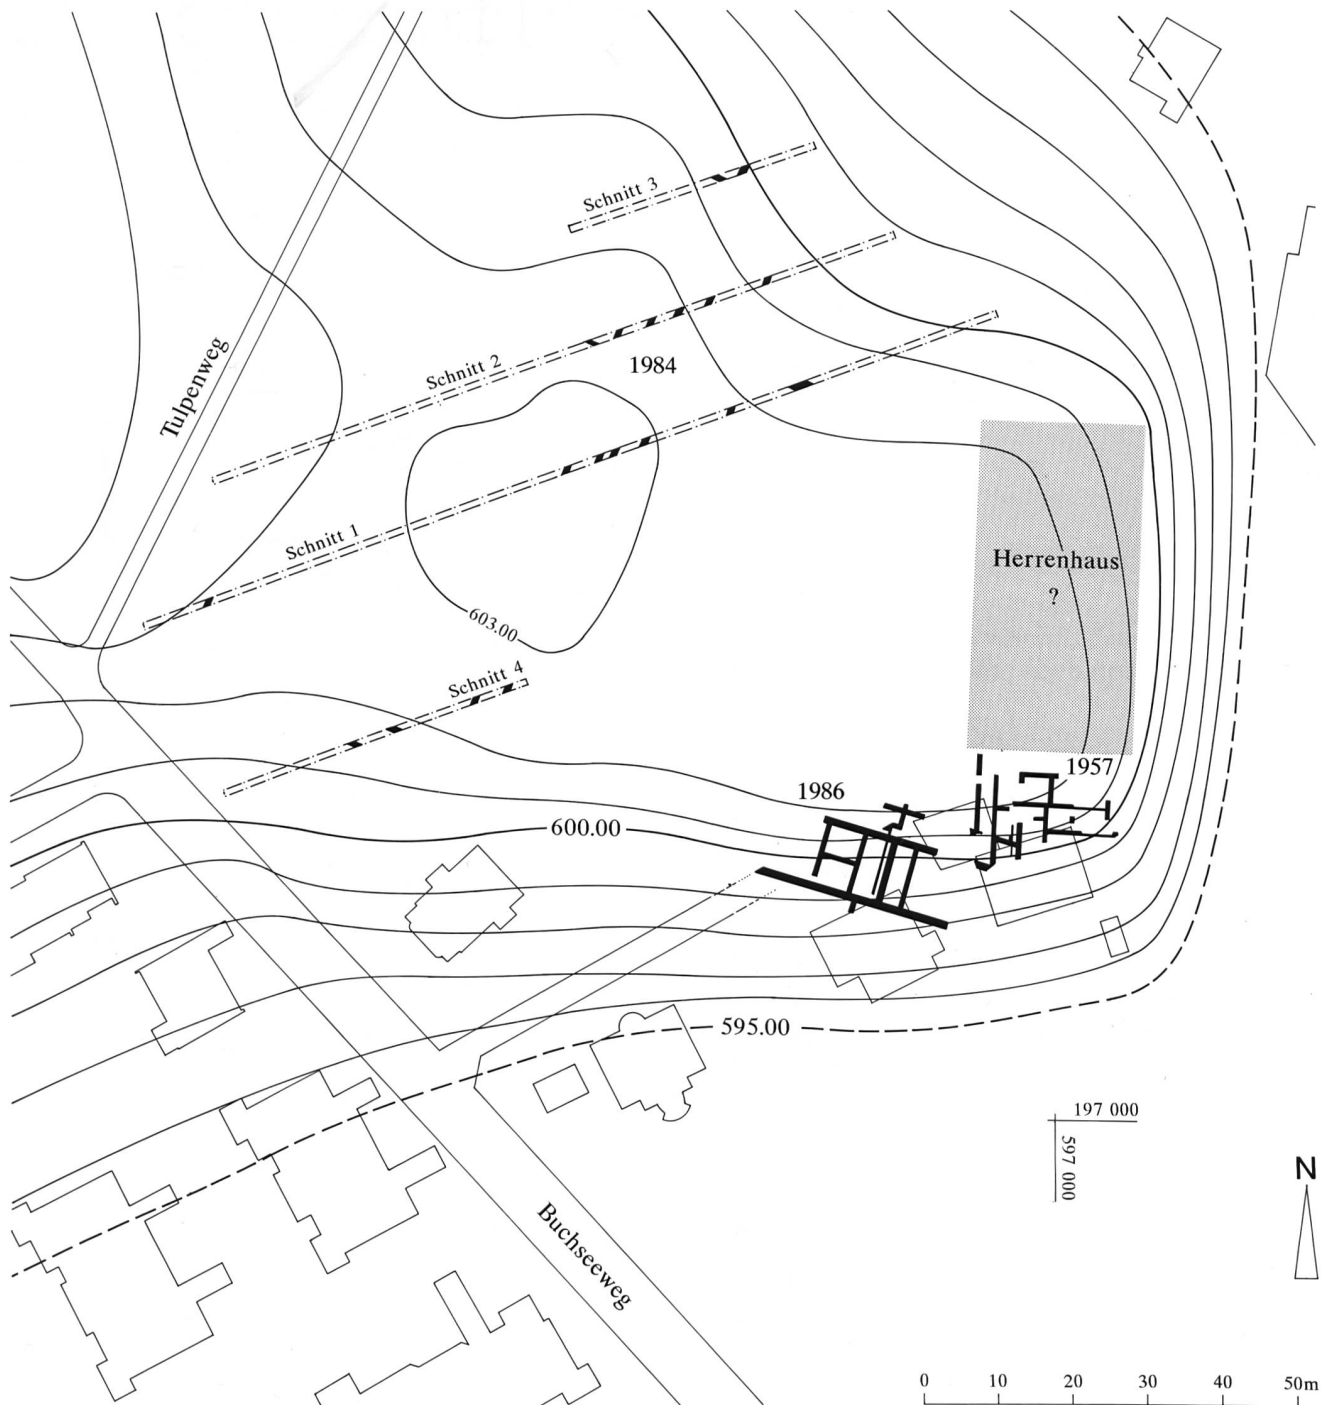 Schnitt 3
Tulpenweg
Schnitt 2
1984
Schnitt 1
Herrenhaus
?
603.00
Schnitt 4
1957
1986
600.00
595.00
197 000
597 000
N
Buchseeweg
0 10 20 30 40 50m